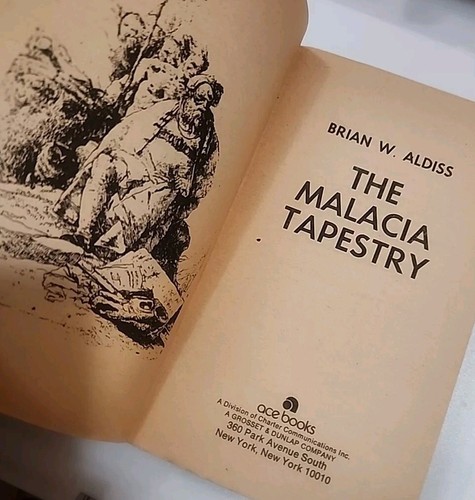 BRIAN W. ALDISS
THE
MALACIA
TAPESTRY
ace books
A Division of Charter Communications Inc.
A GROSSET & DUNLAP COMPANY
360 Park Avenue South
New York, New York 10010